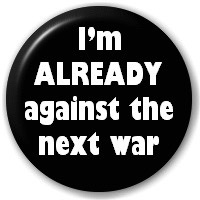 I'm
ALREADY
against the
next war